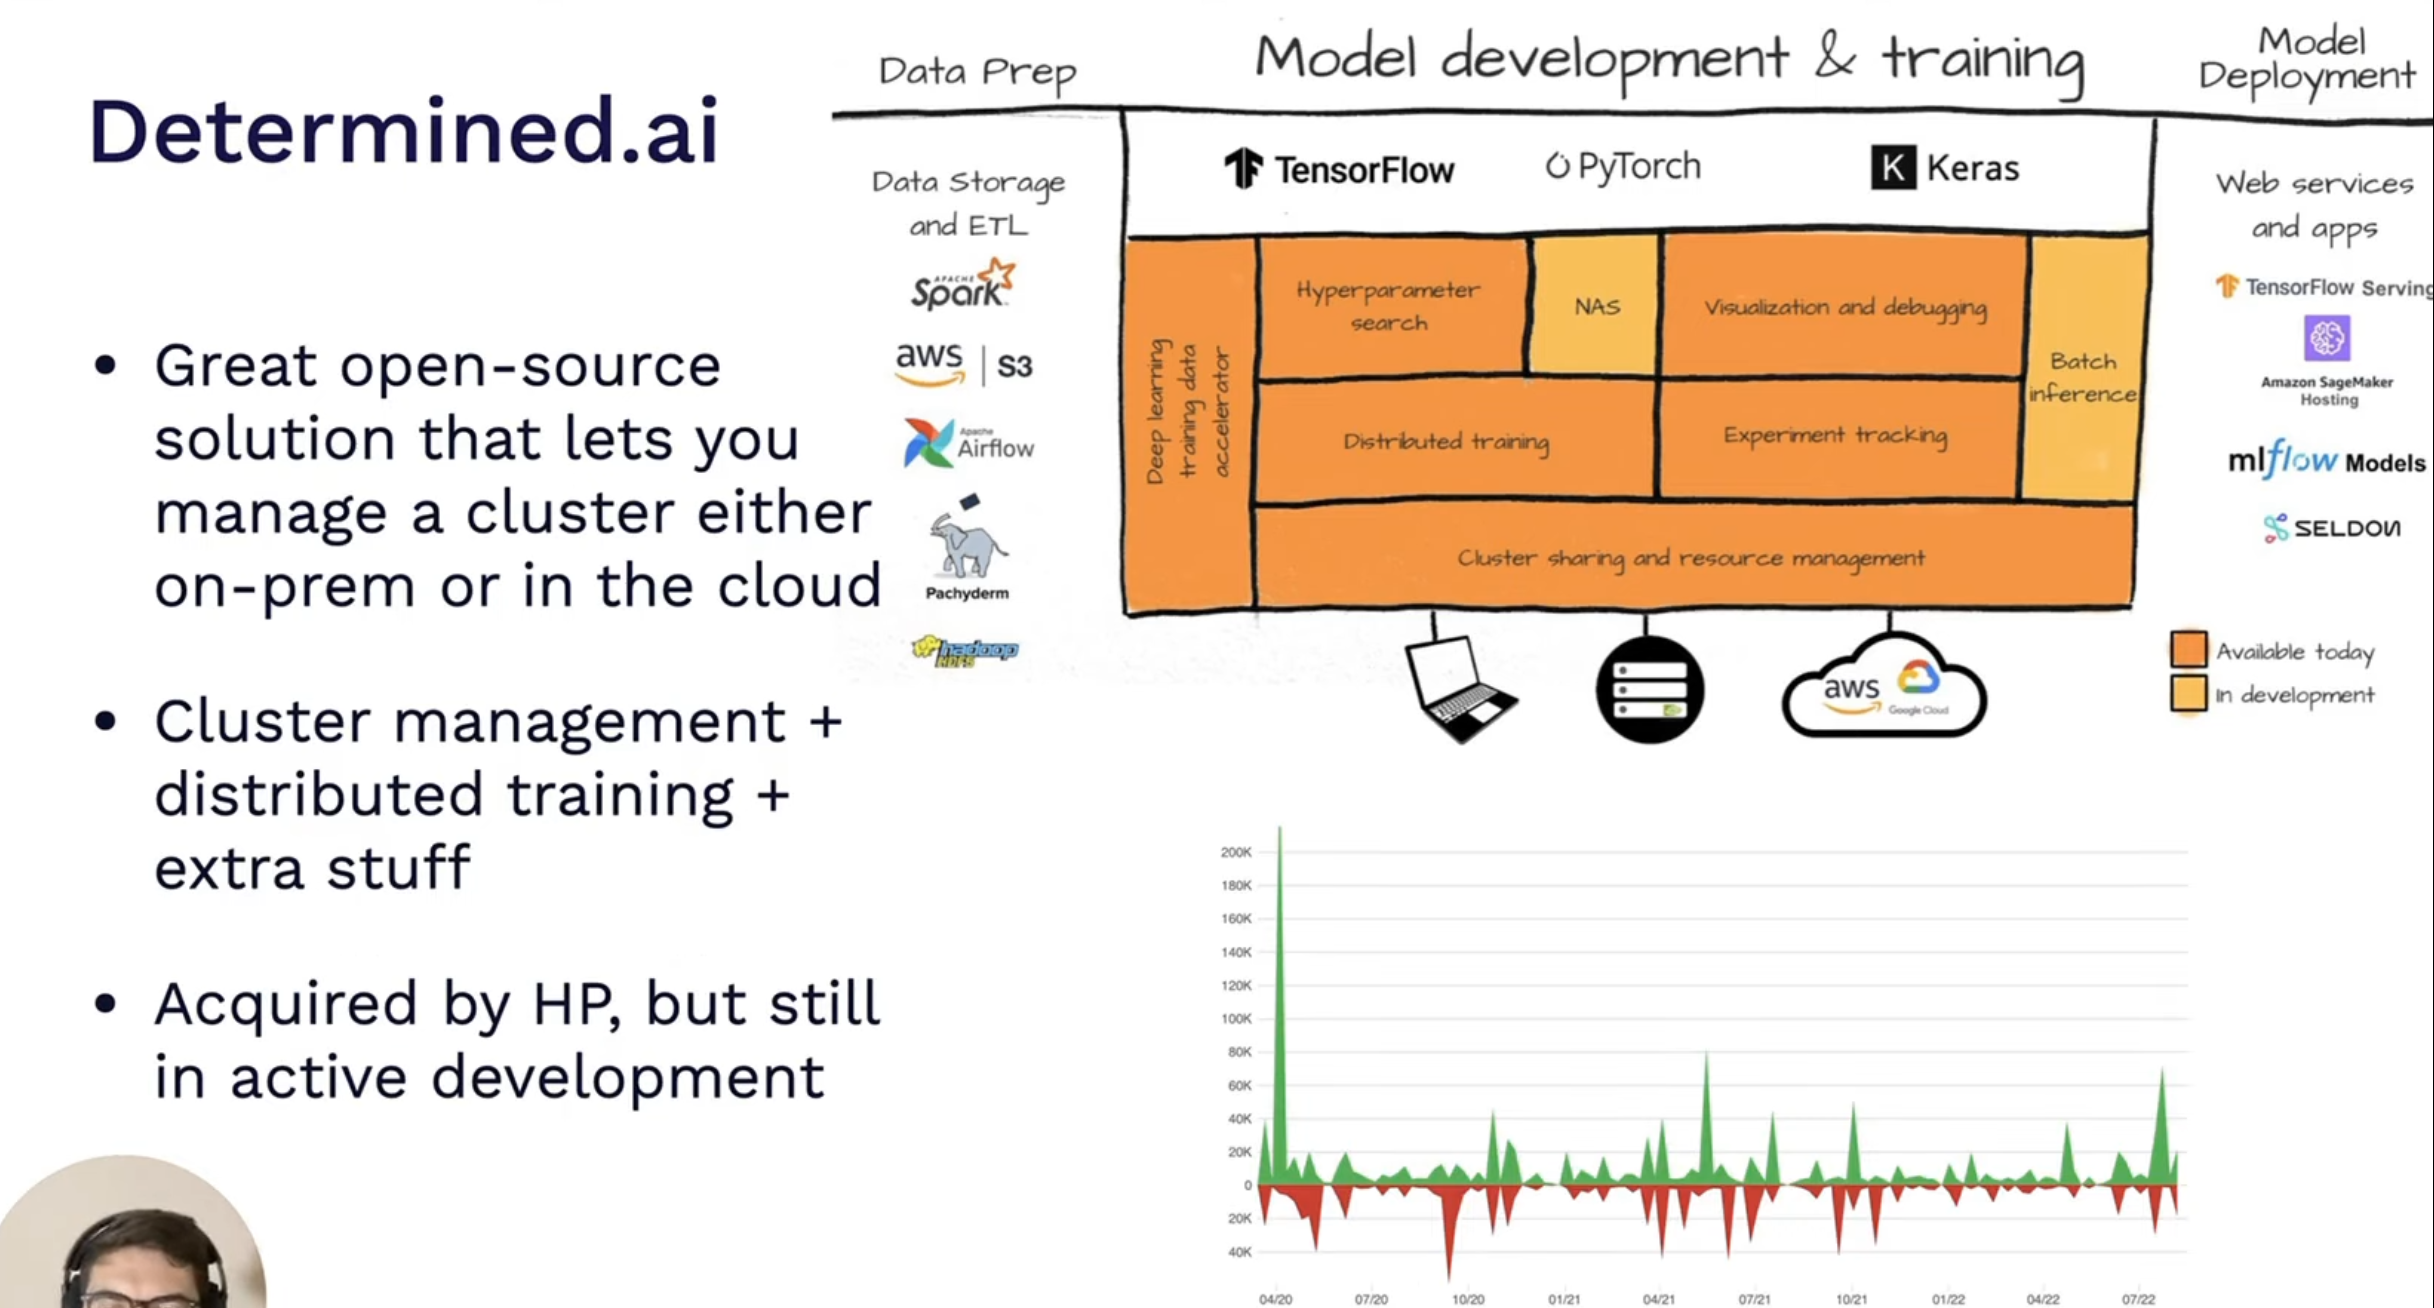 Determined.ai
• Great open-source
solution that lets you
manage a cluster either
on-prem or in the cloud
• Cluster management +
distributed training +
extra stuff
• Acquired by HP, but still
in active development
Data Prep
Model development & training
Model
Deployment
Data Storage
and ETL
APACHE
Spark
aws | S3
Apache
Airflow
Pachyderm
hadoop
HDFS
TensorFlow
PyTorch
K Keras
Deep learning
training data
accelerator
Hyperparameter
search
NAS
Visualization and debugging
Batch
inference
Distributed training
Experiment tracking
Cluster sharing and resource management
aws
Google Cloud
Web services
and apps
TensorFlow Serving
Amazon SageMaker
Hosting
mlflow Models
SELDON
Available today
In development
200K
180K
160K
140K
120K
100K
80K
60K
40K
20K
0
20K
40K
04/20 07/20 10/20 01/21 04/21 07/21 10/21 01/22 04/22 07/22